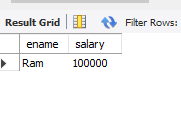 Result Grid Filter Rows:
ename salary
Ram 100000